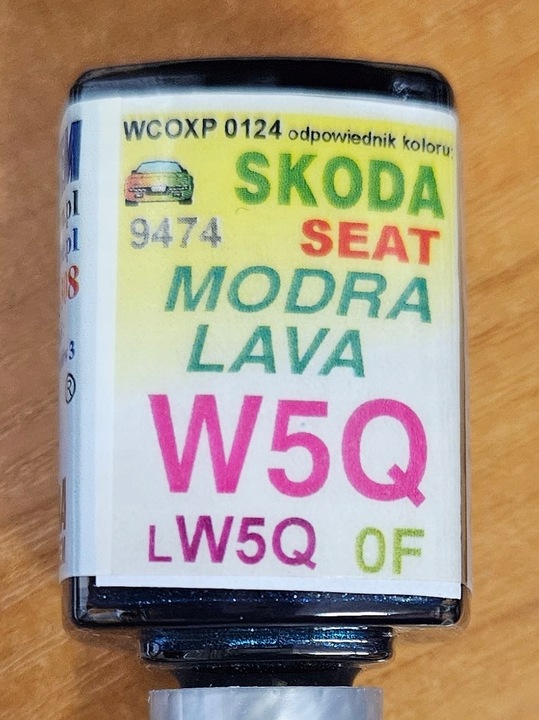 WCOXP 0124 odpowiednik koloru:
SKODA
9474 SEAT
MODRA
LAVA
W5Q
LW5Q 0F
®